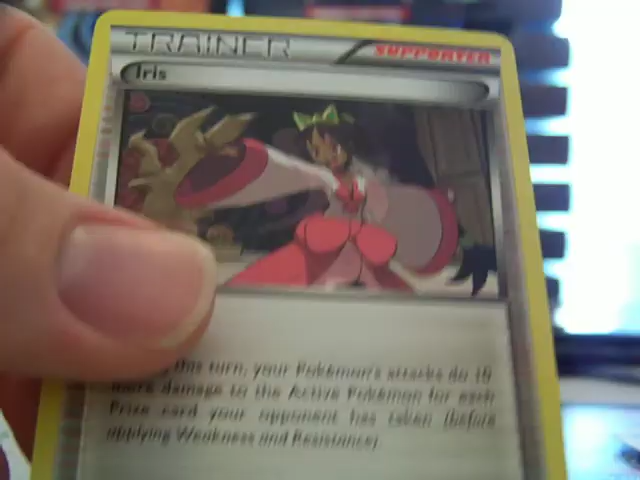 TRAINER
SUPPORTER
Iris
this turn, your Pokémon's attacks do 10
more damage to the Active Pokémon for each
Prize card your opponent has taken (before
applying Weakness and Resistance)